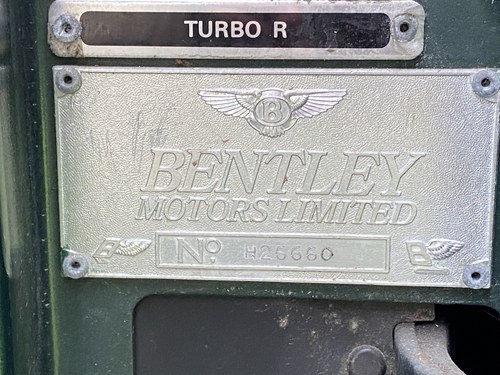 TURBO R
B
BENTLEY
MOTORS LIMITED
B Nº H26660 B